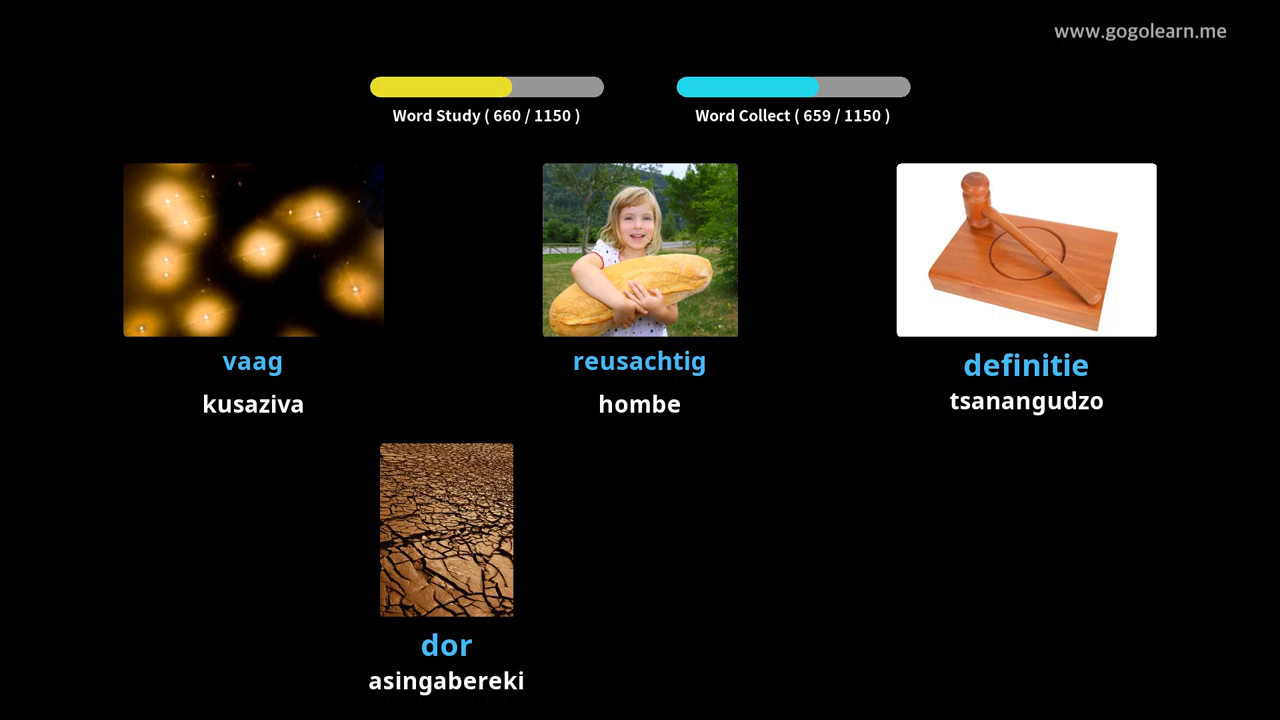 www.gogolearn.me
Word Study ( 660 / 1150 )
Word Collect ( 659 / 1150 )
vaag
kusaziva
reusachtig
hombe
definitie
tsanangudzo
dor
asingabereki